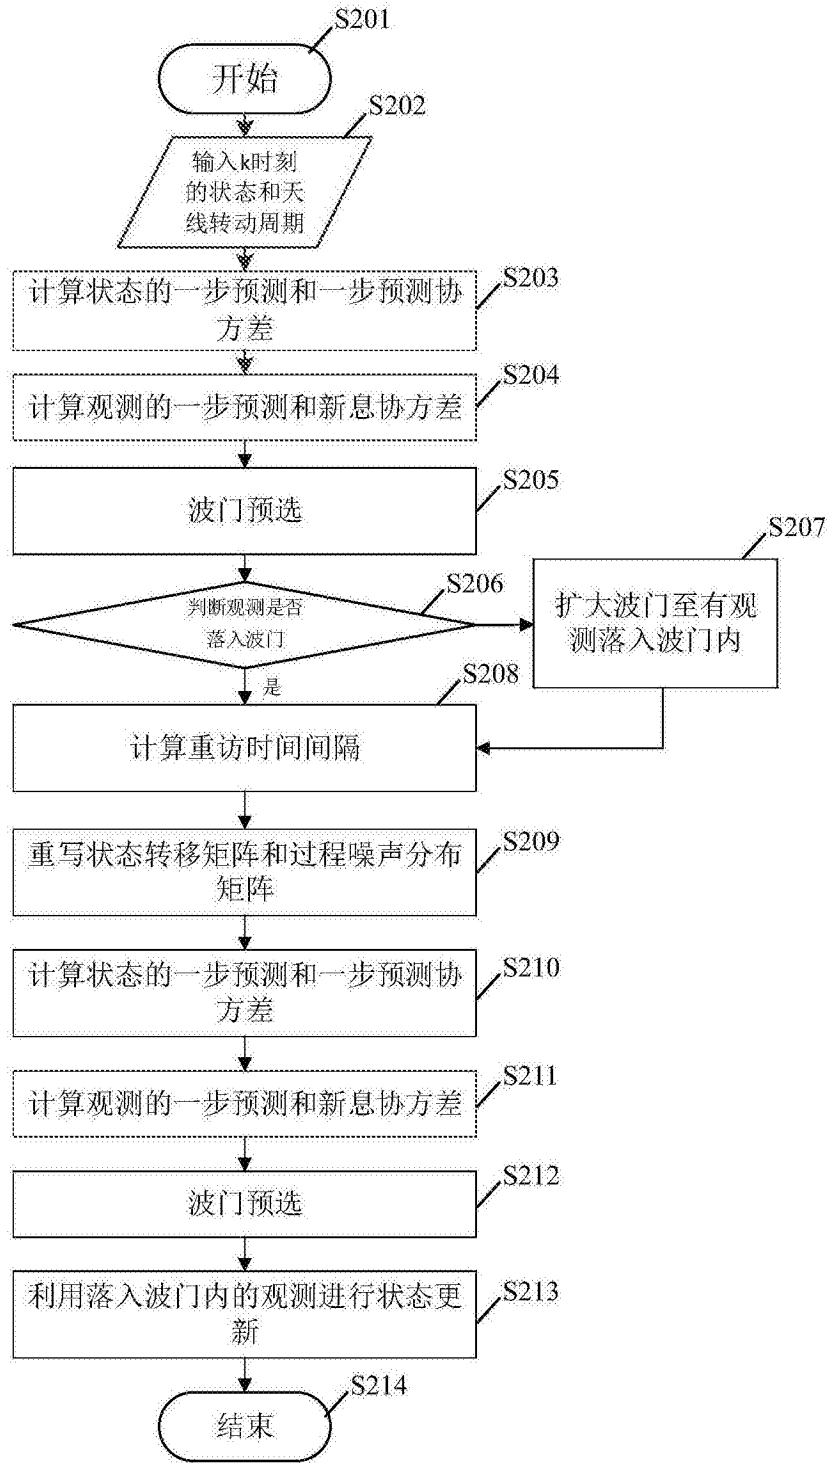 S201
开始
S202
输入k时刻
的状态和天
线转动周期
S203
计算状态的一步预测和一步预测协
方差
S204
计算观测的一步预测和新息协方差
S205
波门预选
S206
判断观测是否
落入波门
S207
扩大波门至有观
测落入波门内
是
S208
计算重访时间间隔
S209
重写状态转移矩阵和过程噪声分布
矩阵
S210
计算状态的一步预测和一步预测协
方差
S211
计算观测的一步预测和新息协方差
S212
波门预选
S213
利用落入波门内的观测进行状态更
新
S214
结束